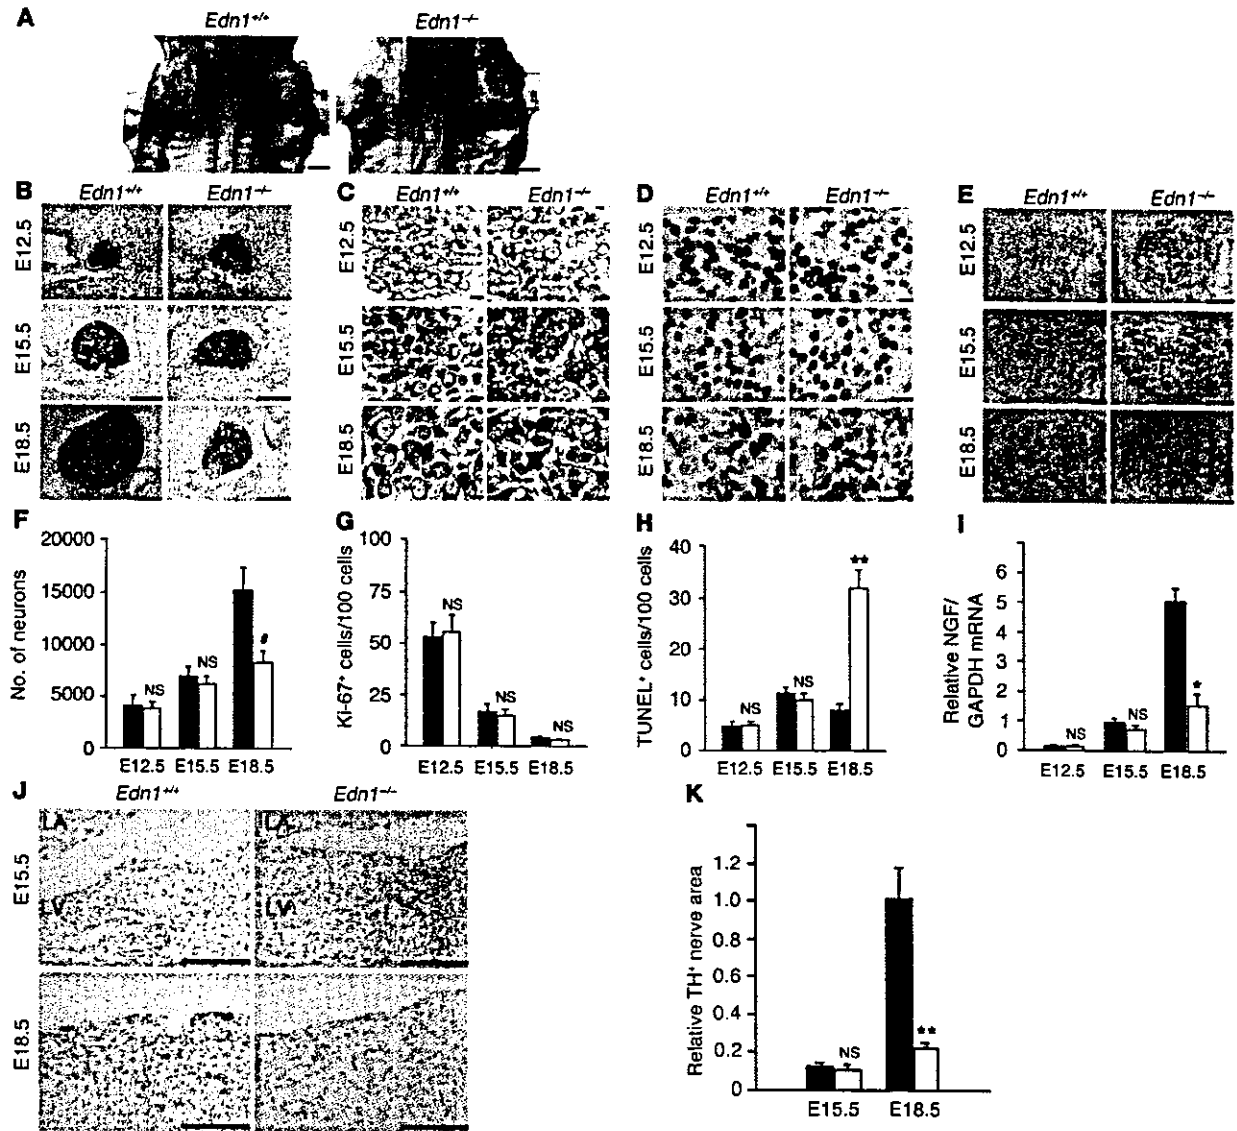 A
Edn1+/+ Edn1-/-
B Edn1+/+ Edn1-/- C Edn1+/+ Edn1-/- D Edn1+/+ Edn1-/- E Edn1+/+ Edn1-/-
E12.5 E12.5 E12.5 E12.5
E15.5 E15.5 E15.5 E15.5
E18.5 E18.5 E18.5 E18.5
F
No. of neurons
20000
15000
10000
5000
0
NS NS #
E12.5 E15.5 E18.5
G
Ki-67+ cells/100 cells
100
75
50
25
0
NS NS NS
E12.5 E15.5 E18.5
H
TUNEL+ cells/100 cells
40
30
20
10
0
NS NS **
E12.5 E15.5 E18.5
I
Relative NGF/
GAPDH mRNA
6
5
4
3
2
1
0
NS NS *
E12.5 E15.5 E18.5
J
Edn1+/+ Edn1-/-
E15.5
LA LA
LV LV
E18.5
K
Relative TH+ nerve area
1.2
1.0
0.8
0.6
0.4
0.2
0
NS **
E15.5 E18.5